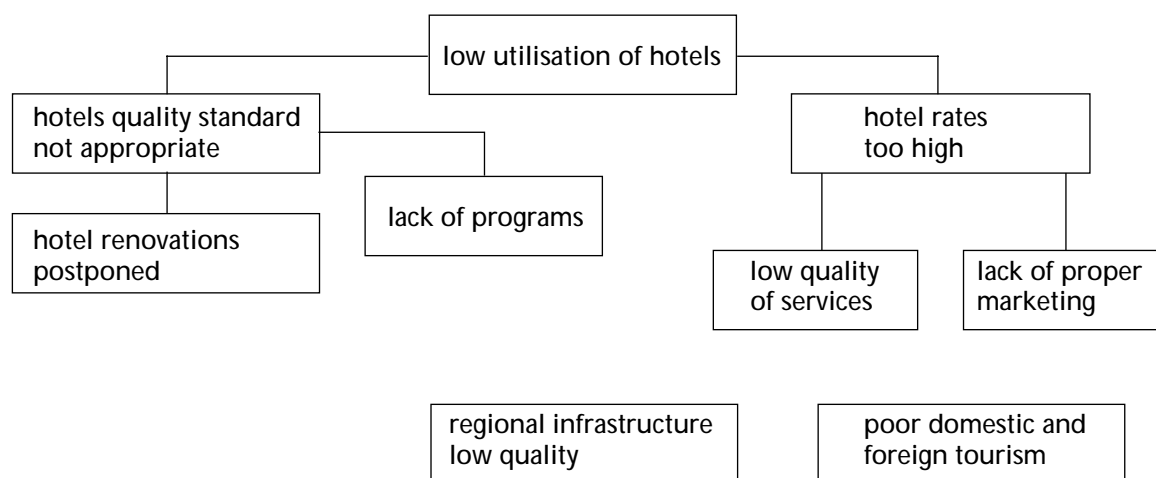 low utilisation of hotels
hotels quality standard
not appropriate
hotel rates
too high
lack of programs
hotel renovations
postponed
low quality
of services
lack of proper
marketing
regional infrastructure
low quality
poor domestic and
foreign tourism